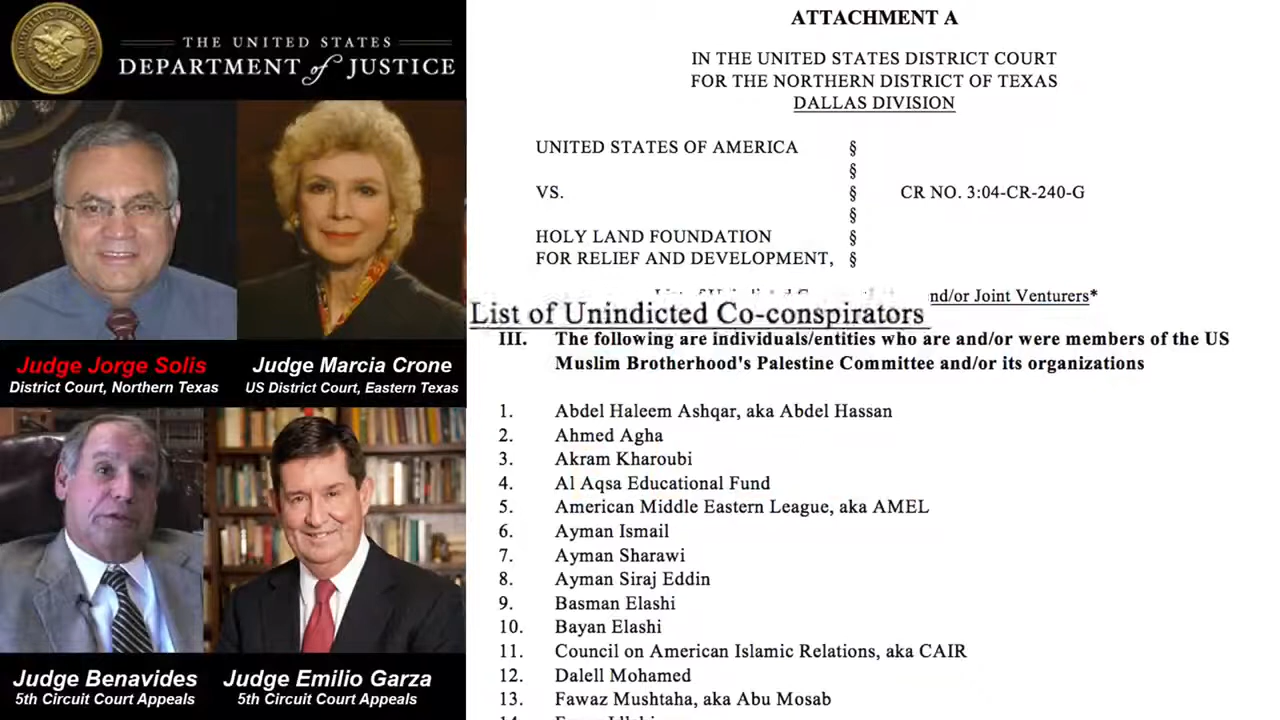 THE UNITED STATES
DEPARTMENT of JUSTICE
Judge Jorge Solis
District Court, Northern Texas
Judge Marcia Crone
US District Court, Eastern Texas
Judge Benavides
5th Circuit Court Appeals
Judge Emilio Garza
5th Circuit Court Appeals
ATTACHMENT A
IN THE UNITED STATES DISTRICT COURT
FOR THE NORTHERN DISTRICT OF TEXAS
DALLAS DIVISION
UNITED STATES OF AMERICA §
§
VS. § CR NO. 3:04-CR-240-G
§
HOLY LAND FOUNDATION §
FOR RELIEF AND DEVELOPMENT, §
nd/or Joint Venturers*
List of Unindicted Co-conspirators
III. The following are individuals/entities who are and/or were members of the US
Muslim Brotherhood's Palestine Committee and/or its organizations
1. Abdel Haleem Ashqar, aka Abdel Hassan
2. Ahmed Agha
3. Akram Kharoubi
4. Al Aqsa Educational Fund
5. American Middle Eastern League, aka AMEL
6. Ayman Ismail
7. Ayman Sharawi
8. Ayman Siraj Eddin
9. Basman Elashi
10. Bayan Elashi
11. Council on American Islamic Relations, aka CAIR
12. Dalell Mohamed
13. Fawaz Mushtaha, aka Abu Mosab